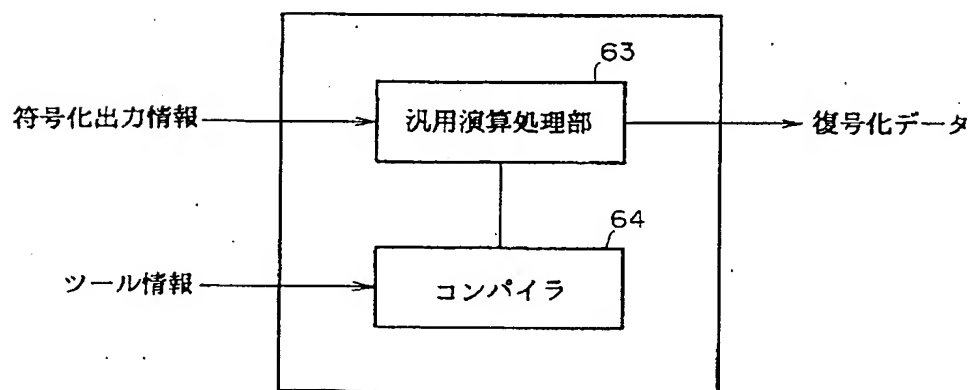 63
符号化出力情報
汎用演算処理部
復号化データ
64
ツール情報
コンパイラ